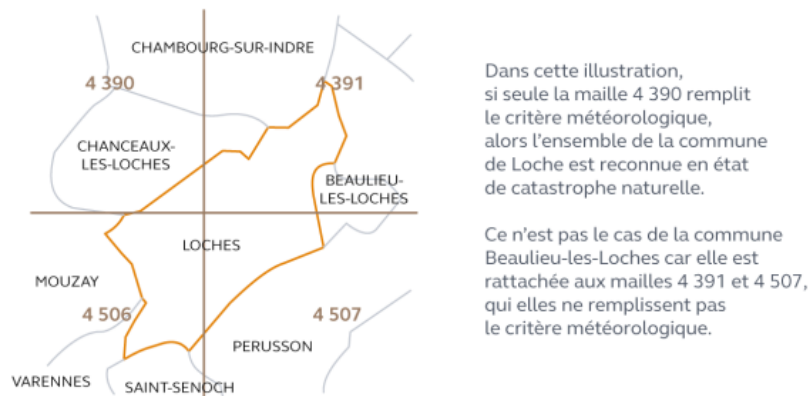 CHAMBOURG-SUR-INDRE
4 390
4 391
CHANCEAUX-
LES-LOCHES
BEAULIEU-
LES-LOCHES
LOCHES
MOUZAY
4 506
4 507
PERUSSON
VARENNES
SAINT-SENOCH
Dans cette illustration,
si seule la maille 4 390 remplit
le critère météorologique,
alors l'ensemble de la commune
de Loche est reconnue en état
de catastrophe naturelle.
Ce n'est pas le cas de la commune
Beaulieu-les-Loches car elle est
rattachée aux mailles 4 391 et 4 507,
qui elles ne remplissent pas
le critère météorologique.